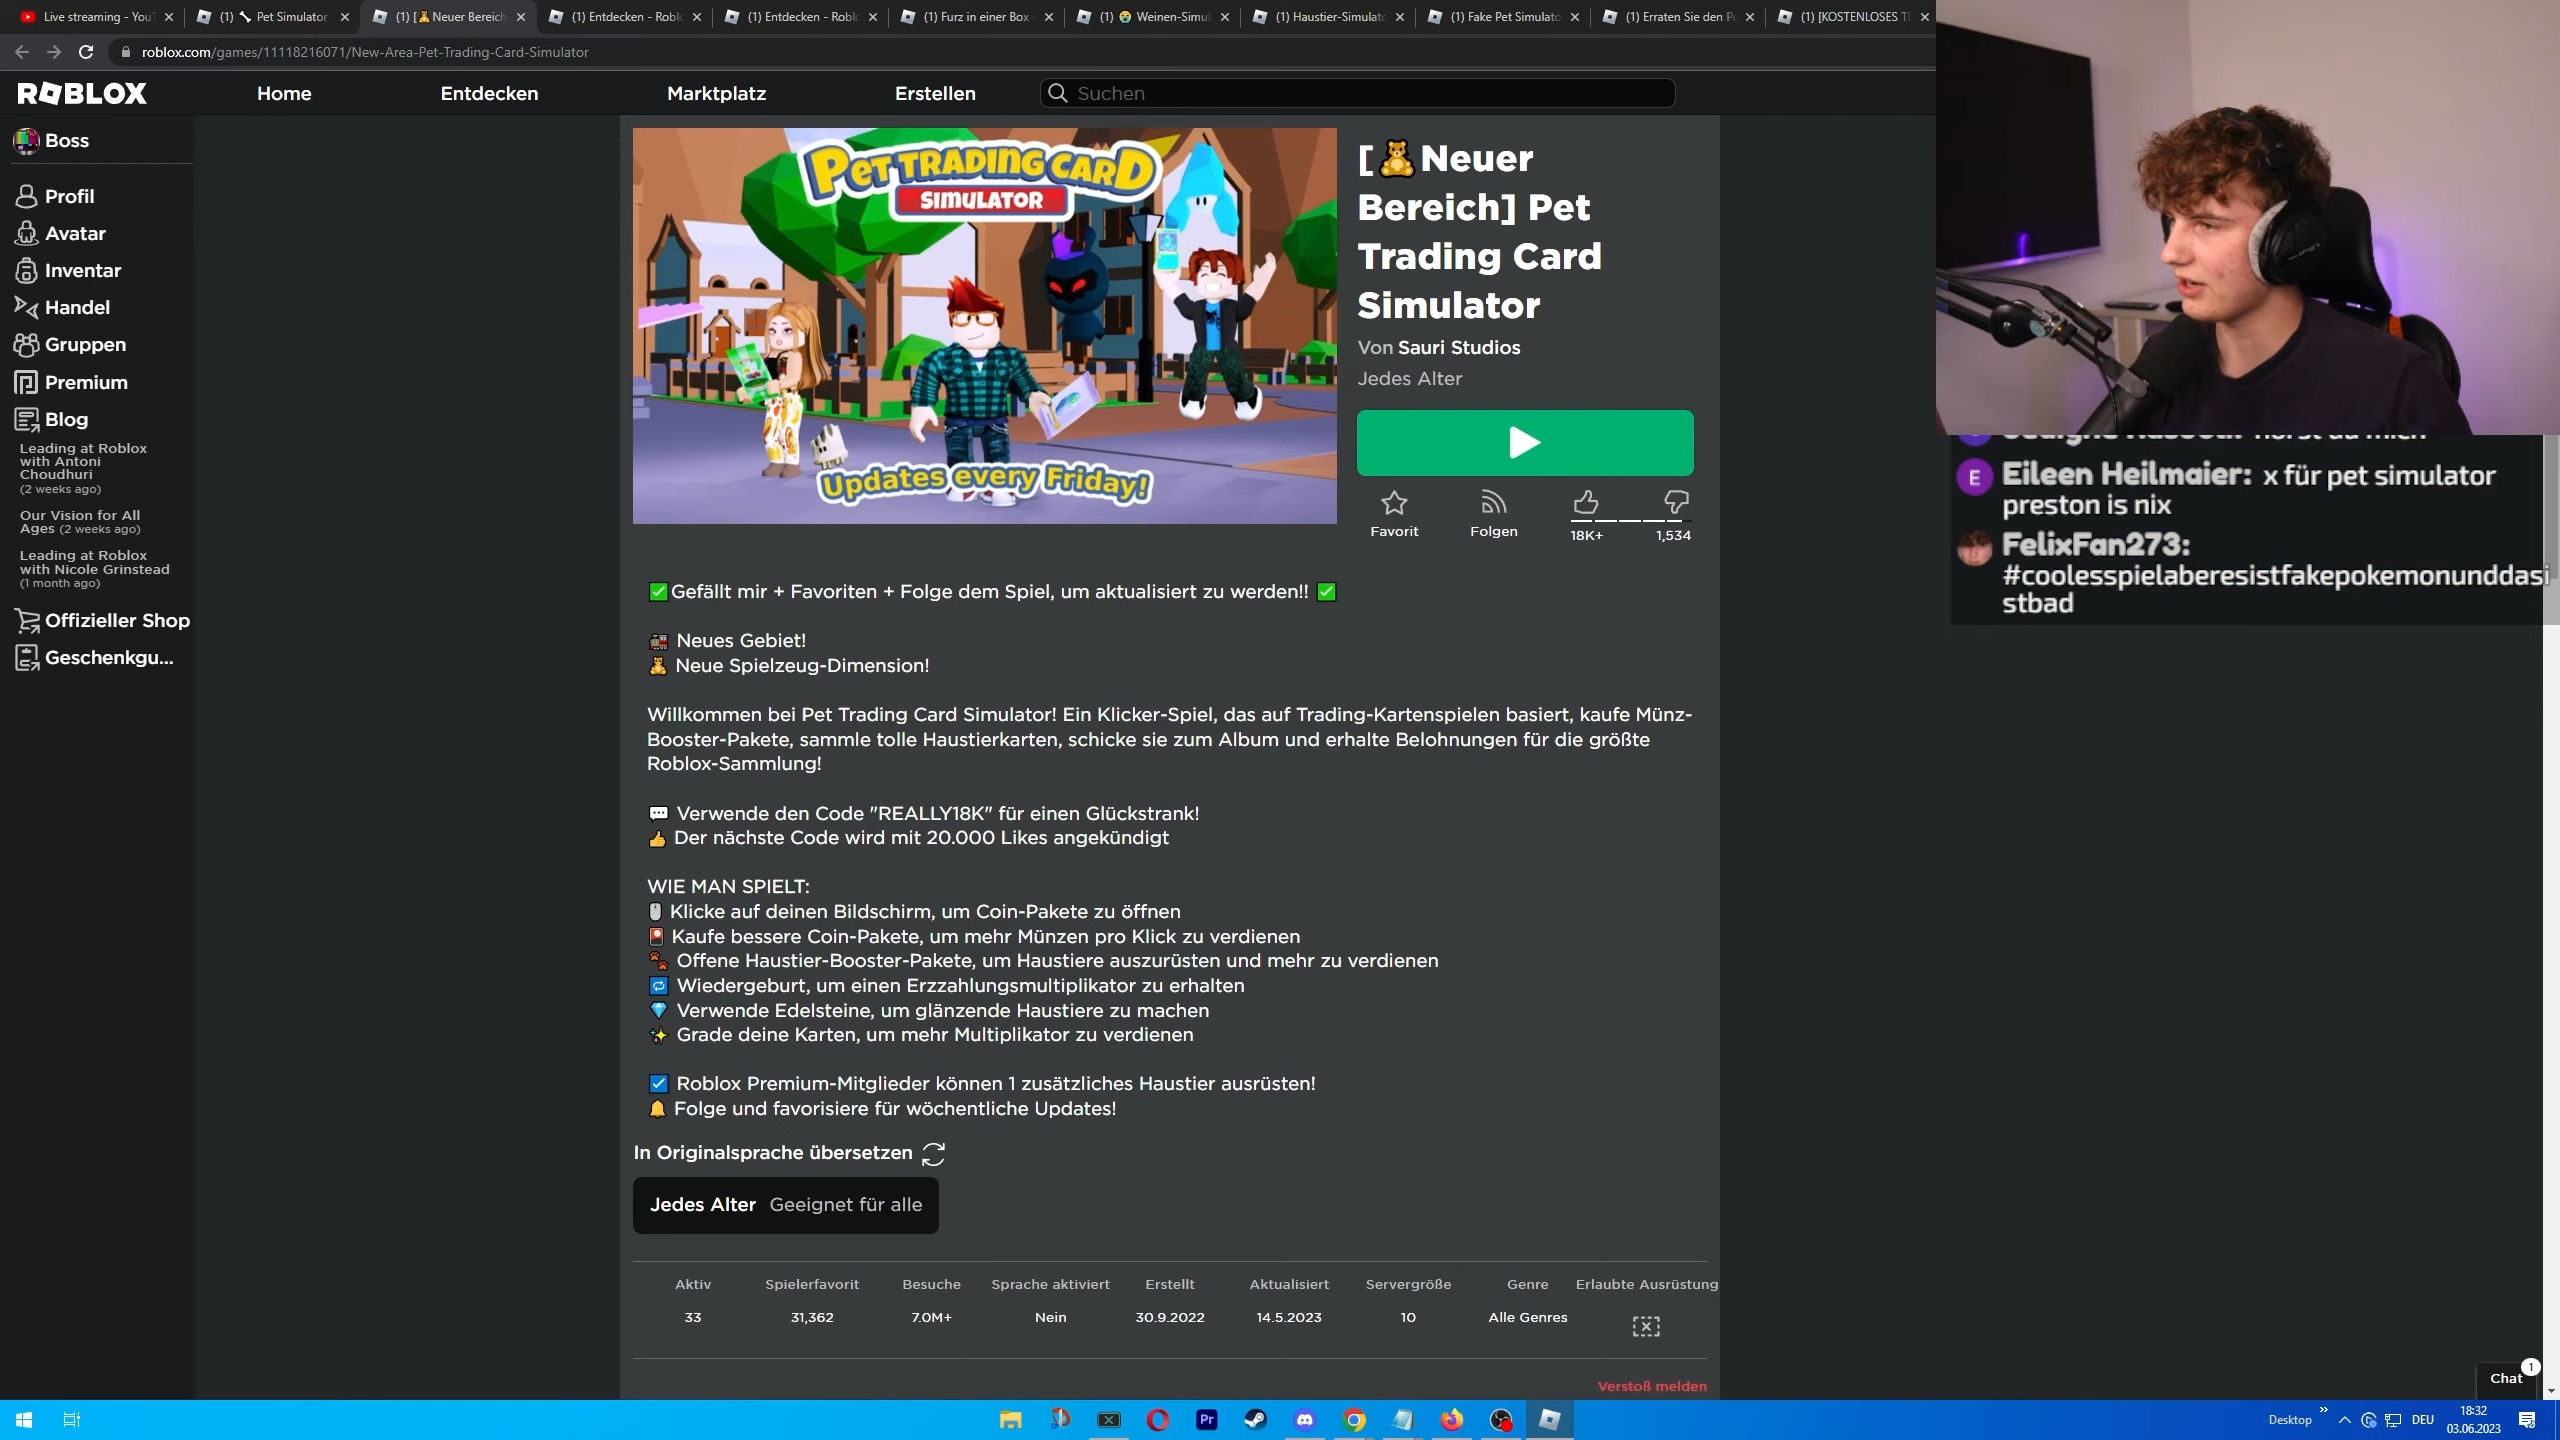 Live streaming - YouT
(1) Pet Simulator
(1) [🧸Neuer Bereich
(1) Entdecken - Roblo
(1) Entdecken - Roblo
(1) Furz in einer Box -
(1) 😭 Weinen-Simul
(1) Haustier-Simulato
(1) Fake Pet Simulato
(1) Erraten Sie den Pe
(1) [KOSTENLOSES TI
roblox.com/games/11118216071/New-Area-Pet-Trading-Card-Simulator
ROBLOX
Home
Entdecken
Marktplatz
Erstellen
Suchen
Boss
Profil
Avatar
Inventar
Handel
Gruppen
Premium
Blog
Leading at Roblox
with Antoni
Choudhuri
(2 weeks ago)
Our Vision for All
Ages (2 weeks ago)
Leading at Roblox
with Nicole Grinstead
(1 month ago)
Offizieller Shop
Geschenkgu...
PET TRADING CARD
SIMULATOR
Updates every Friday!
[🧸Neuer
Bereich] Pet
Trading Card
Simulator
Von Sauri Studios
Jedes Alter
Favorit
Folgen
18K+
1,534
✅Gefällt mir + Favoriten + Folge dem Spiel, um aktualisiert zu werden!! ✅
🚂 Neues Gebiet!
🧸 Neue Spielzeug-Dimension!
Willkommen bei Pet Trading Card Simulator! Ein Klicker-Spiel, das auf Trading-Kartenspielen basiert, kaufe Münz-
Booster-Pakete, sammle tolle Haustierkarten, schicke sie zum Album und erhalte Belohnungen für die größte
Roblox-Sammlung!
💬 Verwende den Code "REALLY18K" für einen Glückstrank!
👍 Der nächste Code wird mit 20.000 Likes angekündigt
WIE MAN SPIELT:
🖱️ Klicke auf deinen Bildschirm, um Coin-Pakete zu öffnen
🎴 Kaufe bessere Coin-Pakete, um mehr Münzen pro Klick zu verdienen
🐾 Offene Haustier-Booster-Pakete, um Haustiere auszurüsten und mehr zu verdienen
🔁 Wiedergeburt, um einen Erzzahlungsmultiplikator zu erhalten
💎 Verwende Edelsteine, um glänzende Haustiere zu machen
✨ Grade deine Karten, um mehr Multiplikator zu verdienen
☑️ Roblox Premium-Mitglieder können 1 zusätzliches Haustier ausrüsten!
🔔 Folge und favorisiere für wöchentliche Updates!
In Originalsprache übersetzen
Jedes Alter Geeignet für alle
Aktiv Spielerfavorit Besuche Sprache aktiviert Erstellt Aktualisiert Servergröße Genre Erlaubte Ausrüstung
33 31,362 7.0M+ Nein 30.9.2022 14.5.2023 10 Alle Genres
Verstoß melden
E Eileen Heilmaier: x für pet simulator
preston is nix
FelixFan273:
#coolesspielaberesistfakepokemonunddasi
stbad
Chat
1
Pr
Desktop
DEU
18:32
03.06.2023